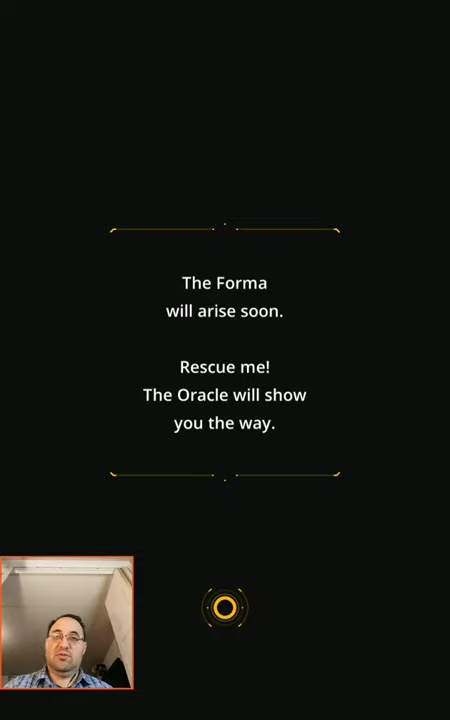 The Forma
will arise soon.
Rescue me!
The Oracle will show
you the way.